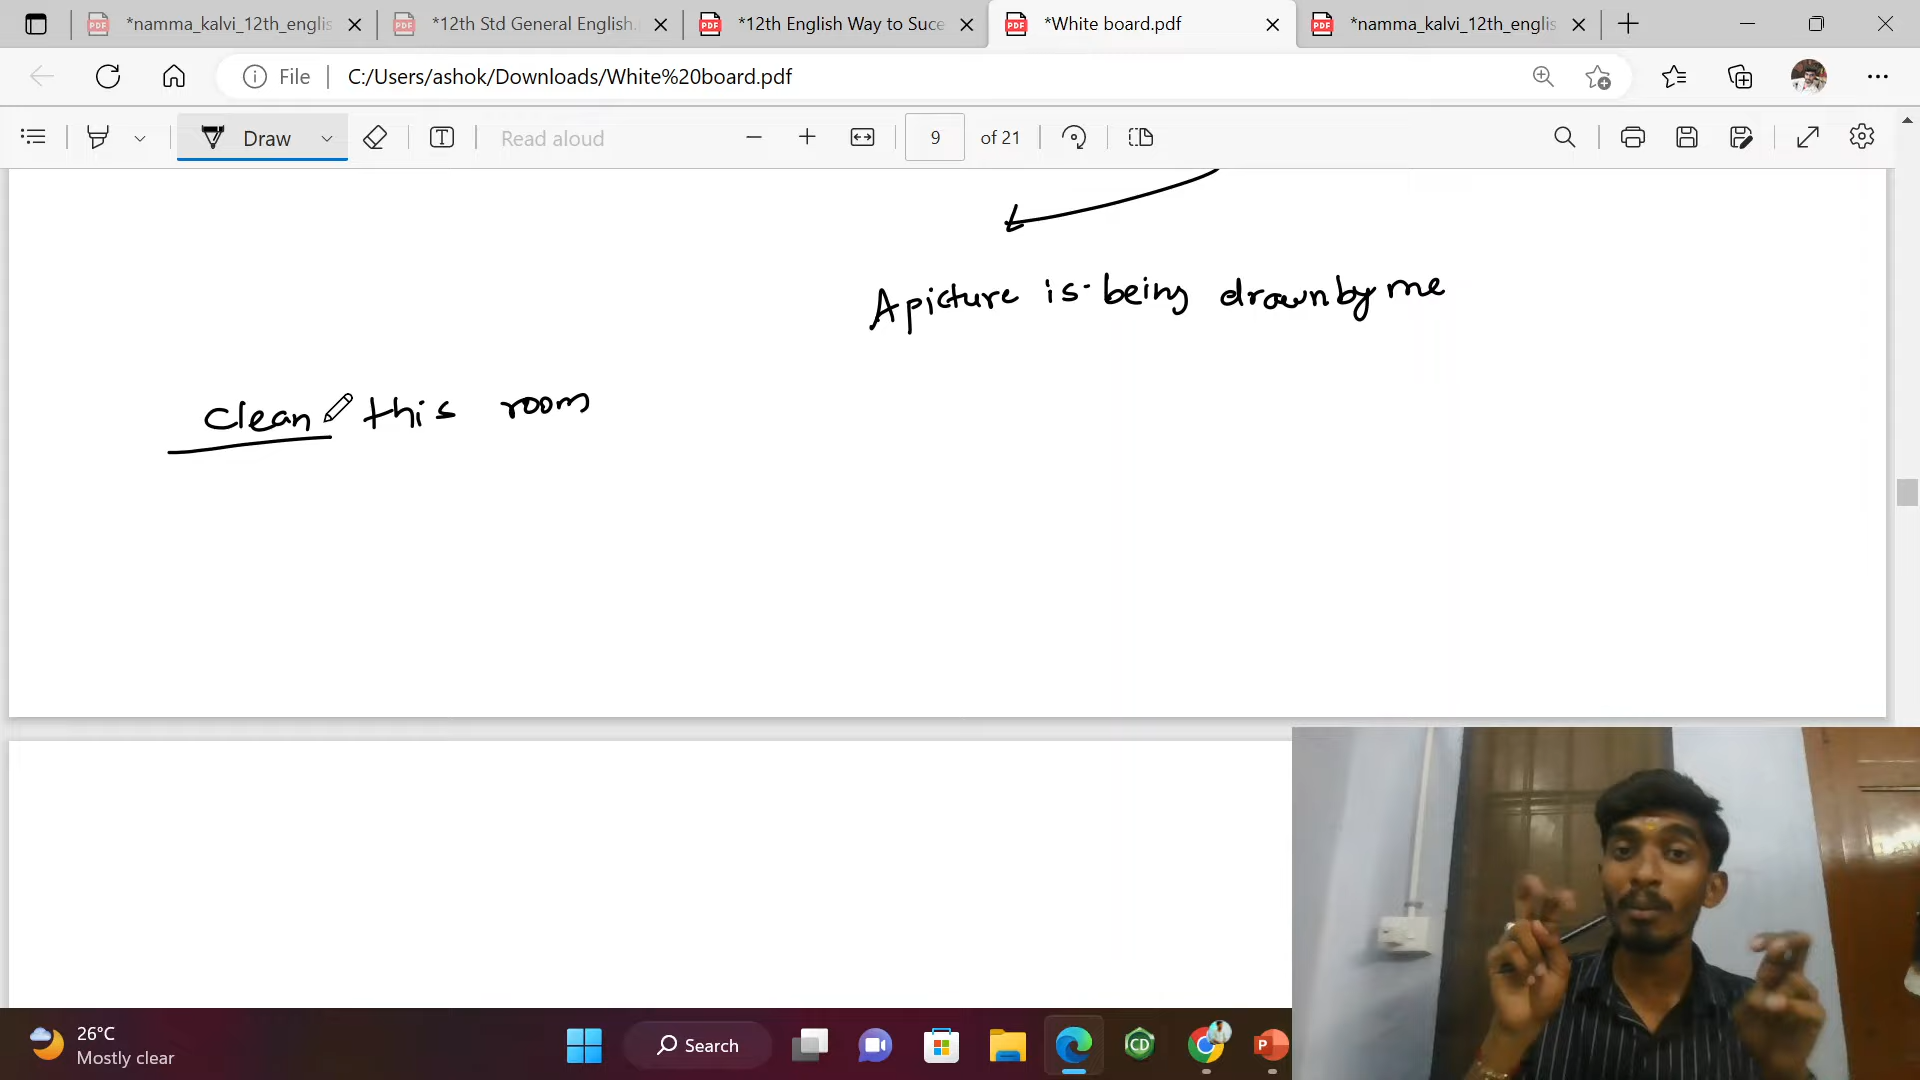 *namma_kalvi_12th_englis
*12th Std General English.
*12th English Way to Suce
*White board.pdf
*namma_kalvi_12th_englis
File
C:/Users/ashok/Downloads/White%20board.pdf
Draw
Read aloud
9 of 21
A picture is being drawn by me
Clean this room
26°C
Mostly clear
Search